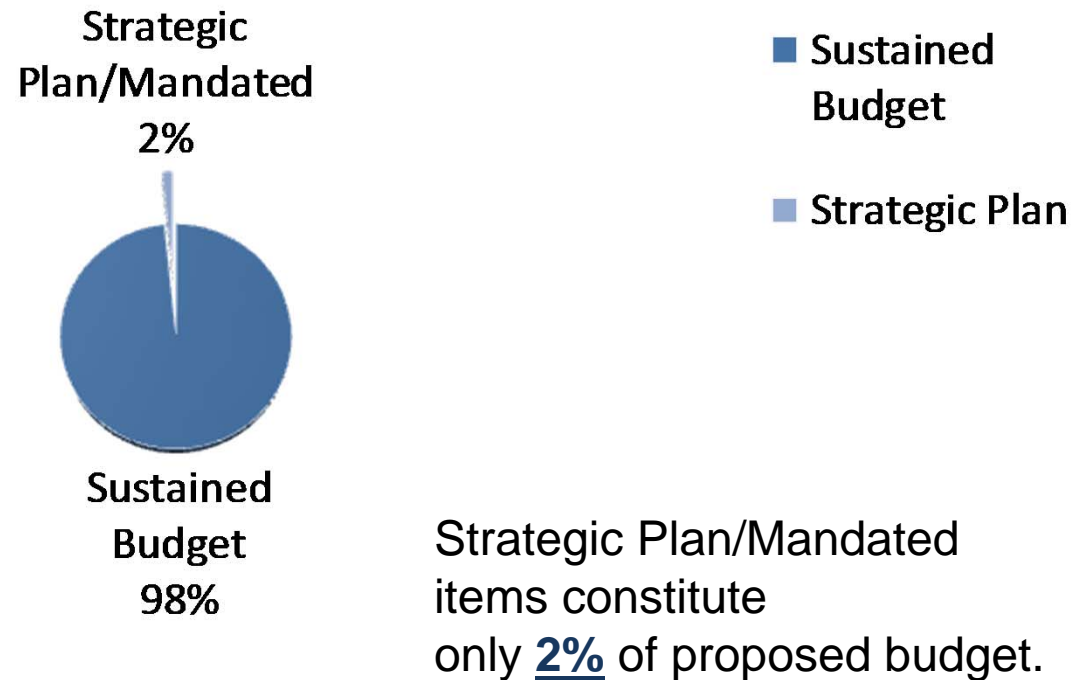 Strategic
Plan/Mandated
2%
Sustained
Budget
Strategic Plan
Sustained
Budget
98%
Strategic Plan/Mandated
items constitute
only 2% of proposed budget.